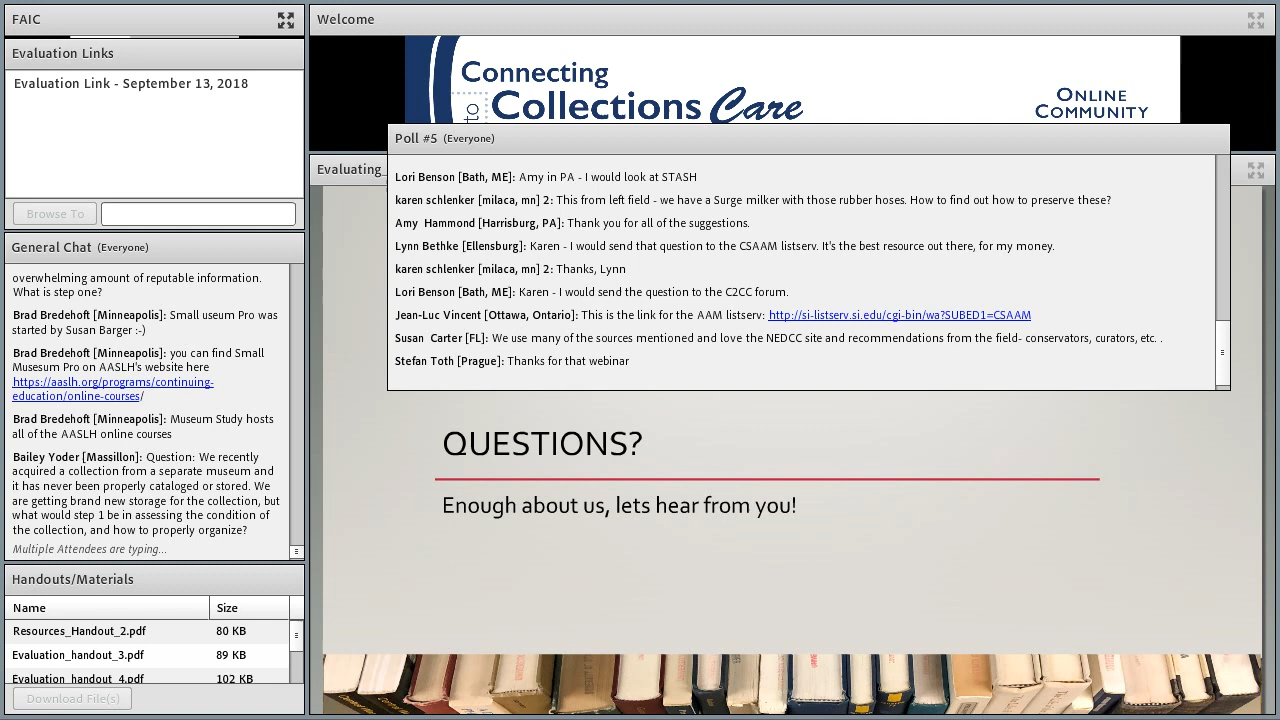 FAIC
Evaluation Links
Evaluation Link - September 13, 2018
Browse To
General Chat (Everyone)
overwhelming amount of reputable information.
What is step one?
Brad Bredehoft [Minneapolis]: Small useum Pro was
started by Susan Barger :-)
Brad Bredehoft [Minneapolis]: you can find Small
Musesum Pro on AASLH's website here
https://aaslh.org/programs/continuing-
education/online-courses/
Brad Bredehoft [Minneapolis]: Museum Study hosts
all of the AASLH online courses
Bailey Yoder [Massillon]: Question: We recently
acquired a collection from a separate museum and
it has never been properly cataloged or stored. We
are getting brand new storage for the collection, but
what would step 1 be in assessing the condition of
the collection, and how to properly organize?
Multiple Attendees are typing...
Handouts/Materials
Name Size
Resources_Handout_2.pdf 80 KB
Evaluation_handout_3.pdf 89 KB
Evaluation_handout_4.pdf 102 KB
Download File(s)
Welcome
Connecting
to Collections Care
ONLINE
COMMUNITY
Evaluating_
Poll #5 (Everyone)
Lori Benson [Bath, ME]: Amy in PA - I would look at STASH
karen schlenker [milaca, mn] 2: This from left field - we have a Surge milker with those rubber hoses. How to find out how to preserve these?
Amy Hammond [Harrisburg, PA]: Thank you for all of the suggestions.
Lynn Bethke [Ellensburg]: Karen - I would send that question to the CSAAM listserv. It's the best resource out there, for my money.
karen schlenker [milaca, mn] 2: Thanks, Lynn
Lori Benson [Bath, ME]: Karen - I would send the question to the C2CC forum.
Jean-Luc Vincent [Ottawa, Ontario]: This is the link for the AAM listserv: http://si-listserv.si.edu/cgi-bin/wa?SUBED1=CSAAM
Susan Carter [FL]: We use many of the sources mentioned and love the NEDCC site and recommendations from the field- conservators, curators, etc. .
Stefan Toth [Prague]: Thanks for that webinar
QUESTIONS?
Enough about us, lets hear from you!